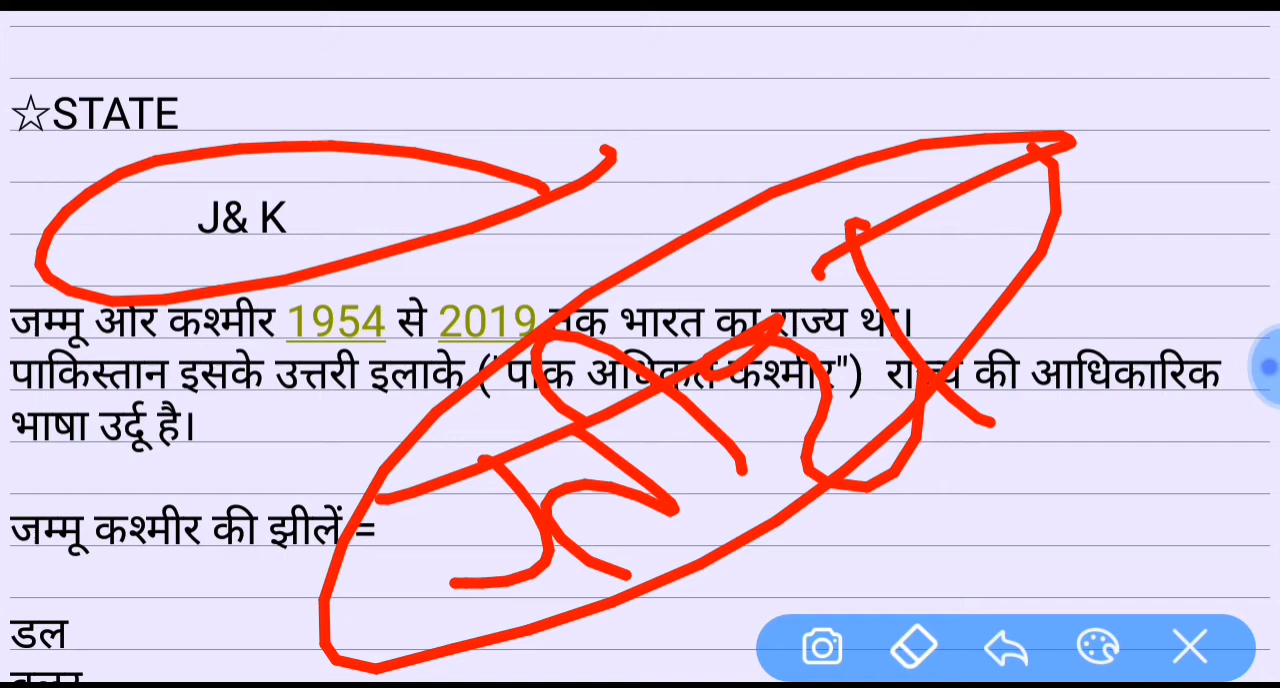 ☆STATE
J& K
जम्मू और कश्मीर 1954 से 2019 तक भारत का राज्य था।
पाकिस्तान इसके उत्तरी इलाके ("पाक अधिकृत कश्मीर") राज्य की आधिकारिक
भाषा उर्दू है।
जम्मू कश्मीर की झीलें =
डल